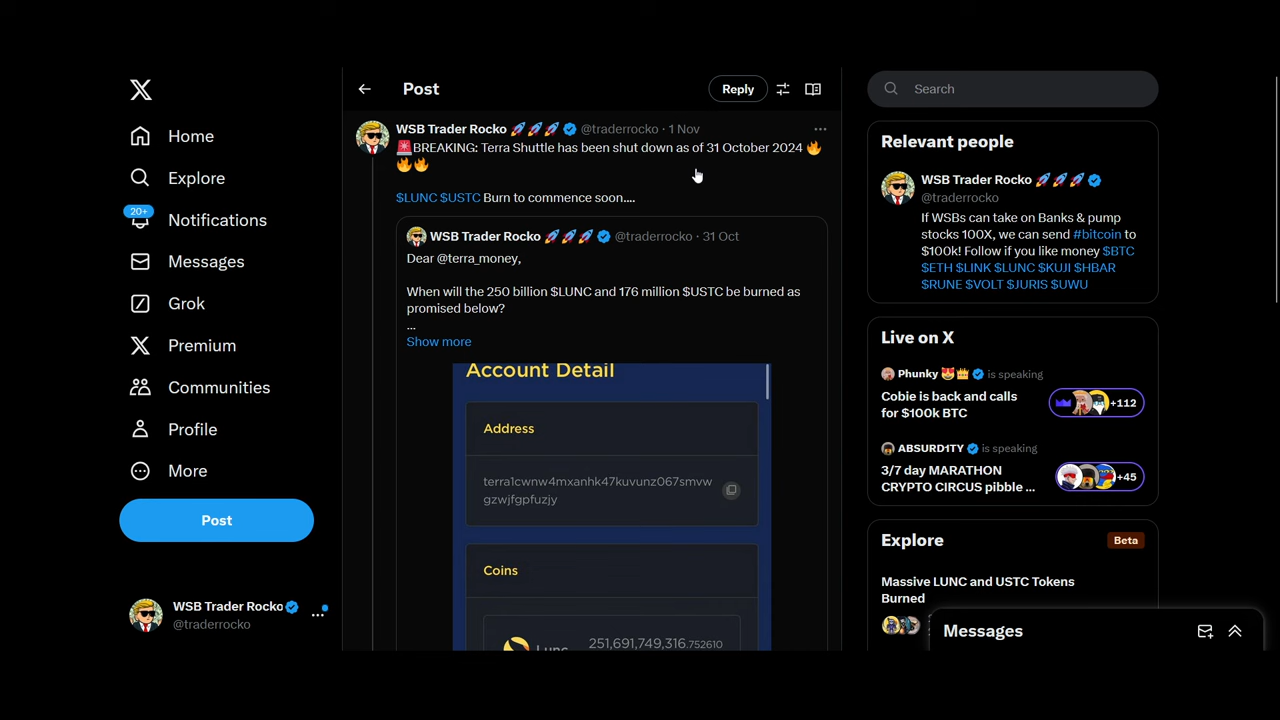 Home
Explore
20+
Notifications
Messages
Grok
Premium
Communities
Profile
More
Post
WSB Trader Rocko
@traderrocko
Post
Reply
WSB Trader Rocko 🚀🚀🚀 @traderrocko · 1 Nov
🚨BREAKING: Terra Shuttle has been shut down as of 31 October 2024 🔥
🔥🔥
$LUNC $USTC Burn to commence soon....
WSB Trader Rocko 🚀🚀🚀 @traderrocko · 31 Oct
Dear @terra_money,
When will the 250 billion $LUNC and 176 million $USTC be burned as
promised below?
...
Show more
Account Detail
Address
terra1cwnw4mxanhk47kuvunz067smvw
gzwjfgpfuzjy
Coins
Lunc 251,691,749,316.752610
Search
Relevant people
WSB Trader Rocko 🚀🚀🚀
@traderrocko
If WSBs can take on Banks & pump
stocks 100X, we can send #bitcoin to
$100k! Follow if you like money $BTC
$ETH $LINK $LUNC $KUJI $HBAR
$RUNE $VOLT $JURIS $UWU
Live on X
Phunky 😻👑 is speaking
Cobie is back and calls
for $100k BTC
+112
ABSURD1TY is speaking
3/7 day MARATHON
CRYPTO CIRCUS pibble ...
+45
Explore
Beta
Massive LUNC and USTC Tokens
Burned
Messages